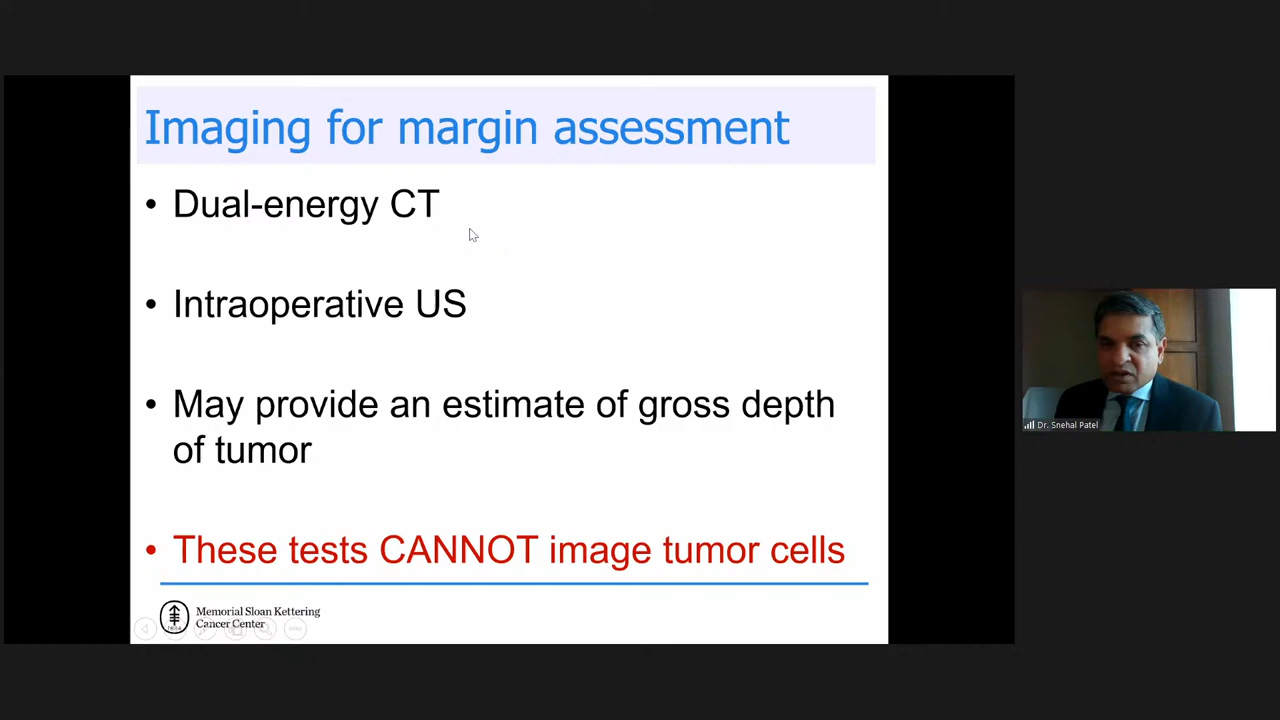 Imaging for margin assessment
• Dual-energy CT
• Intraoperative US
• May provide an estimate of gross depth
of tumor
• These tests CANNOT image tumor cells
Memorial Sloan Kettering
Cancer Center
Dr. Snehal Patel